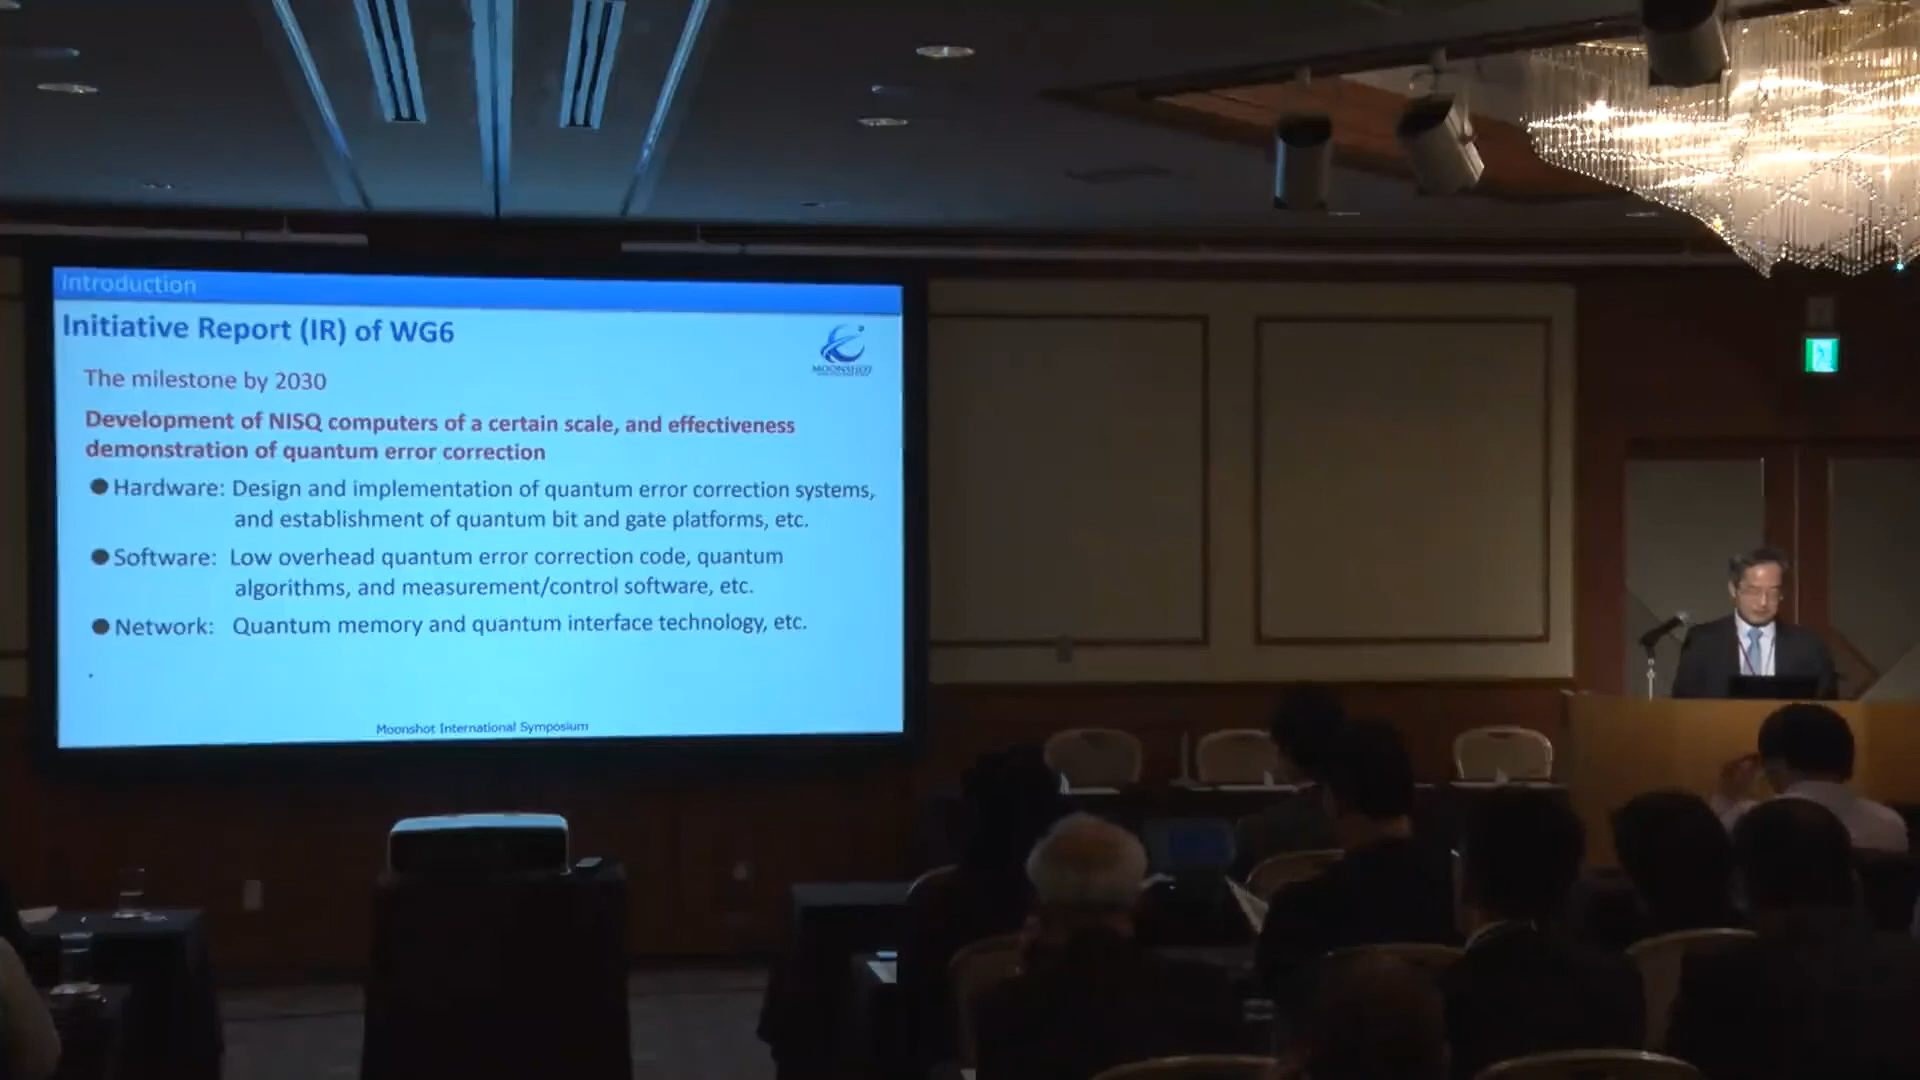 Introduction
Initiative Report (IR) of WG6
MOONSHOT
The milestone by 2030
Development of NISQ computers of a certain scale, and effectiveness
demonstration of quantum error correction
● Hardware: Design and implementation of quantum error correction systems,
and establishment of quantum bit and gate platforms, etc.
● Software: Low overhead quantum error correction code, quantum
algorithms, and measurement/control software, etc.
● Network: Quantum memory and quantum interface technology, etc.
Moonshot International Symposium